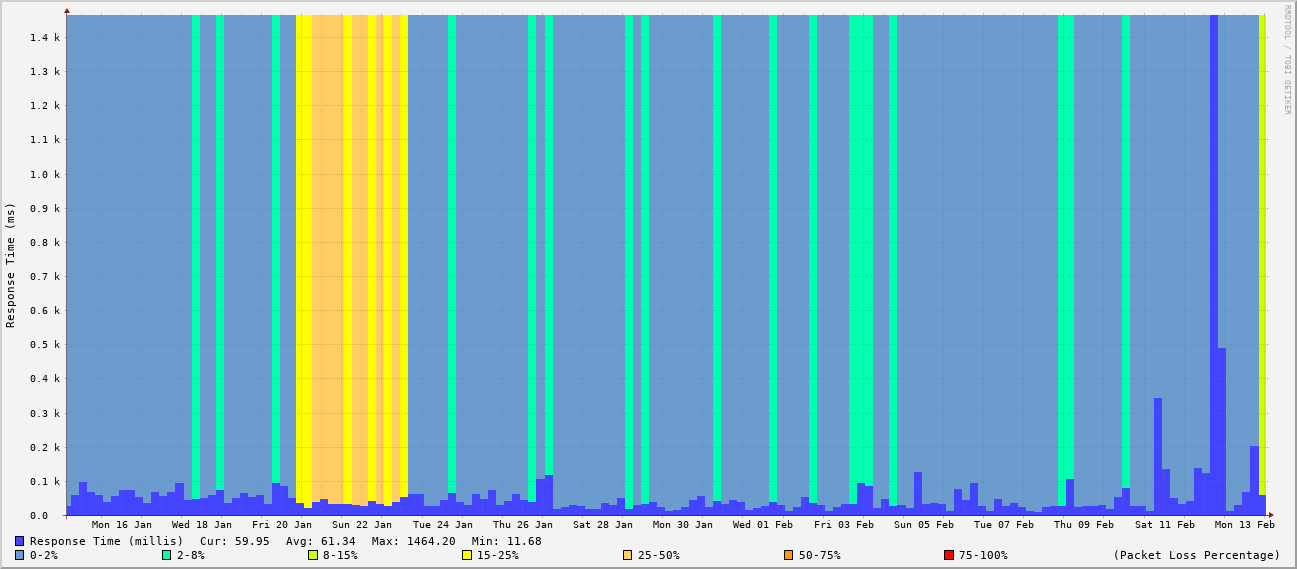 RRDTOOL / TOBI OETIKER
Response Time (ms)
1.4 k
1.3 k
1.2 k
1.1 k
1.0 k
0.9 k
0.8 k
0.7 k
0.6 k
0.5 k
0.4 k
0.3 k
0.2 k
0.1 k
0.0
Mon 16 Jan Wed 18 Jan Fri 20 Jan Sun 22 Jan Tue 24 Jan Thu 26 Jan Sat 28 Jan Mon 30 Jan Wed 01 Feb Fri 03 Feb Sun 05 Feb Tue 07 Feb Thu 09 Feb Sat 11 Feb Mon 13 Feb
Response Time (millis) Cur: 59.95 Avg: 61.34 Max: 1464.20 Min: 11.68
0-2% 2-8% 8-15% 15-25% 25-50% 50-75% 75-100% (Packet Loss Percentage)